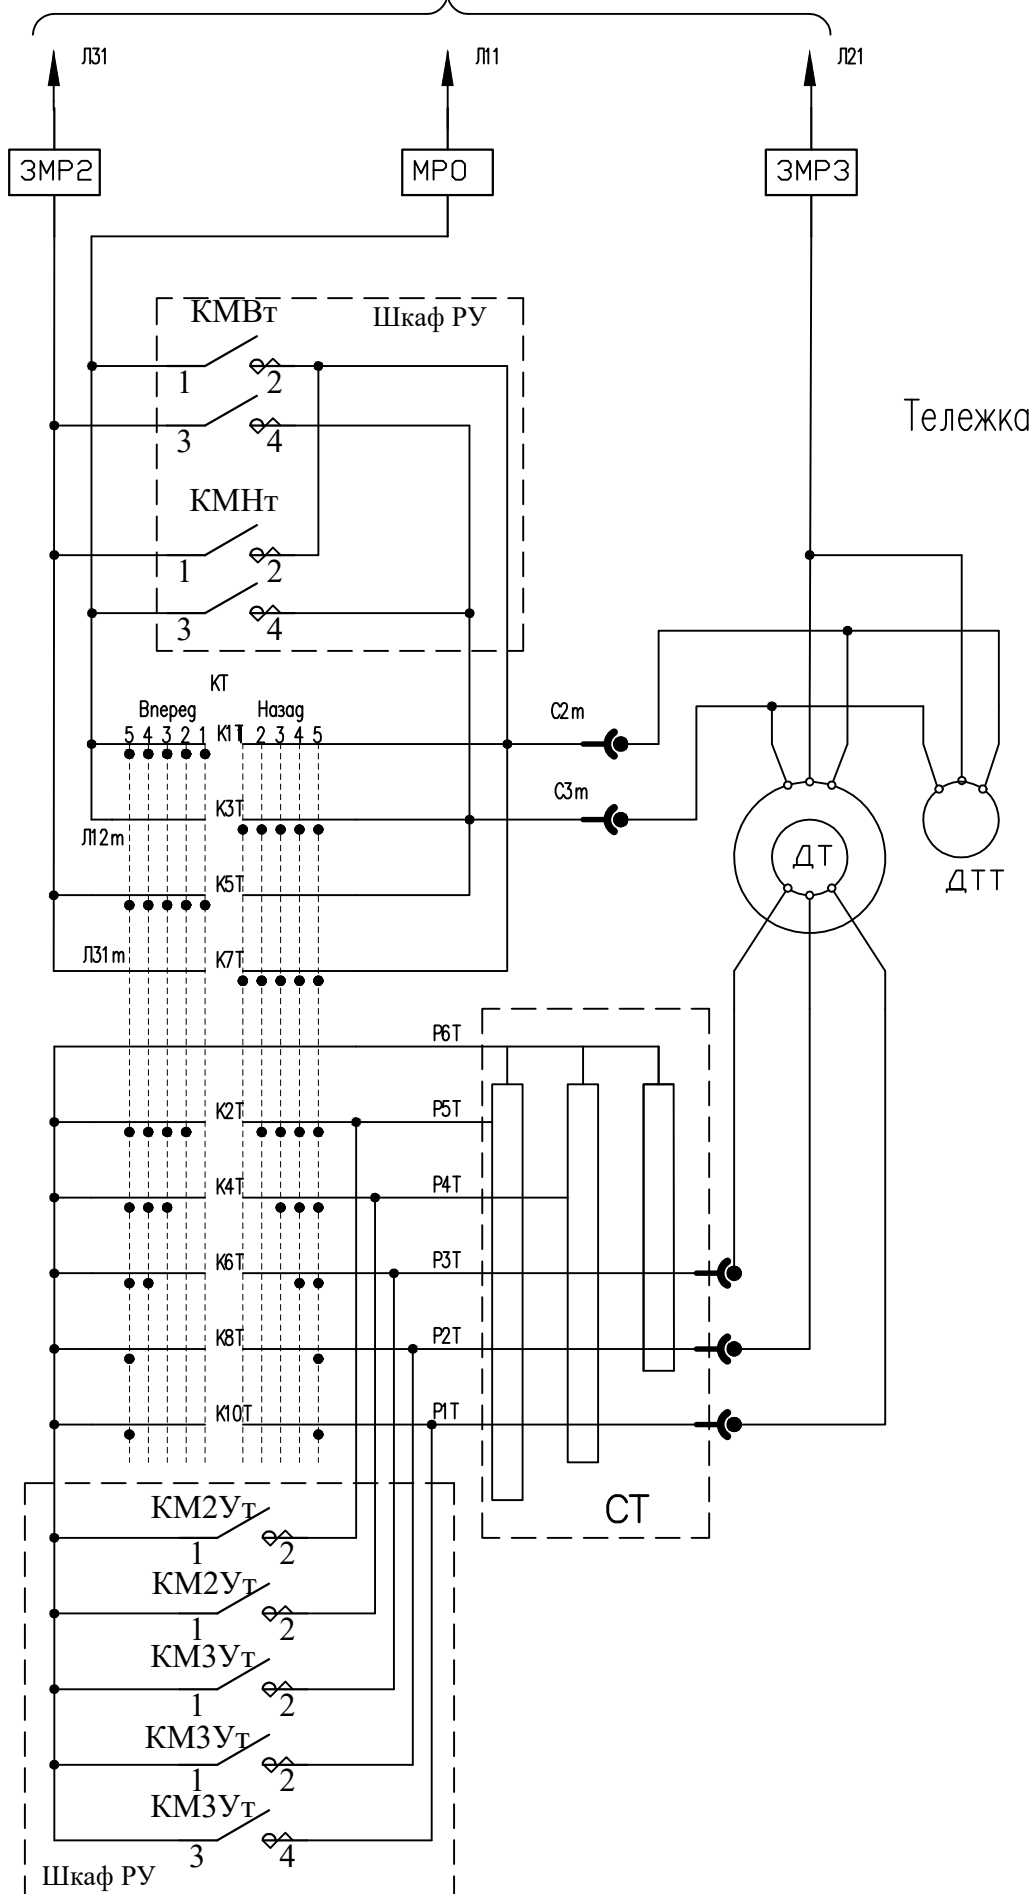 Л31 Л11 Л21
ЗМР2 МРО ЗМР3
КМВт Шкаф РУ
1 2
3 4
Тележка
КМНт
1 2
3 4
КТ
Вперед Назад С2т
5 4 3 2 1 К1Т 1 2 3 4 5
К3Т С3т
Л12т
ДТ
К5Т ДТТ
Л31т К7Т
Р6Т
К2Т Р5Т
К4Т Р4Т
К6Т Р3Т
К8Т Р2Т
К10Т Р1Т
КМ2Ут СТ
1 2
КМ2Ут
1 2
КМ3Ут
1 2
КМ3Ут
1 2
КМ3Ут
3 4
Шкаф РУ